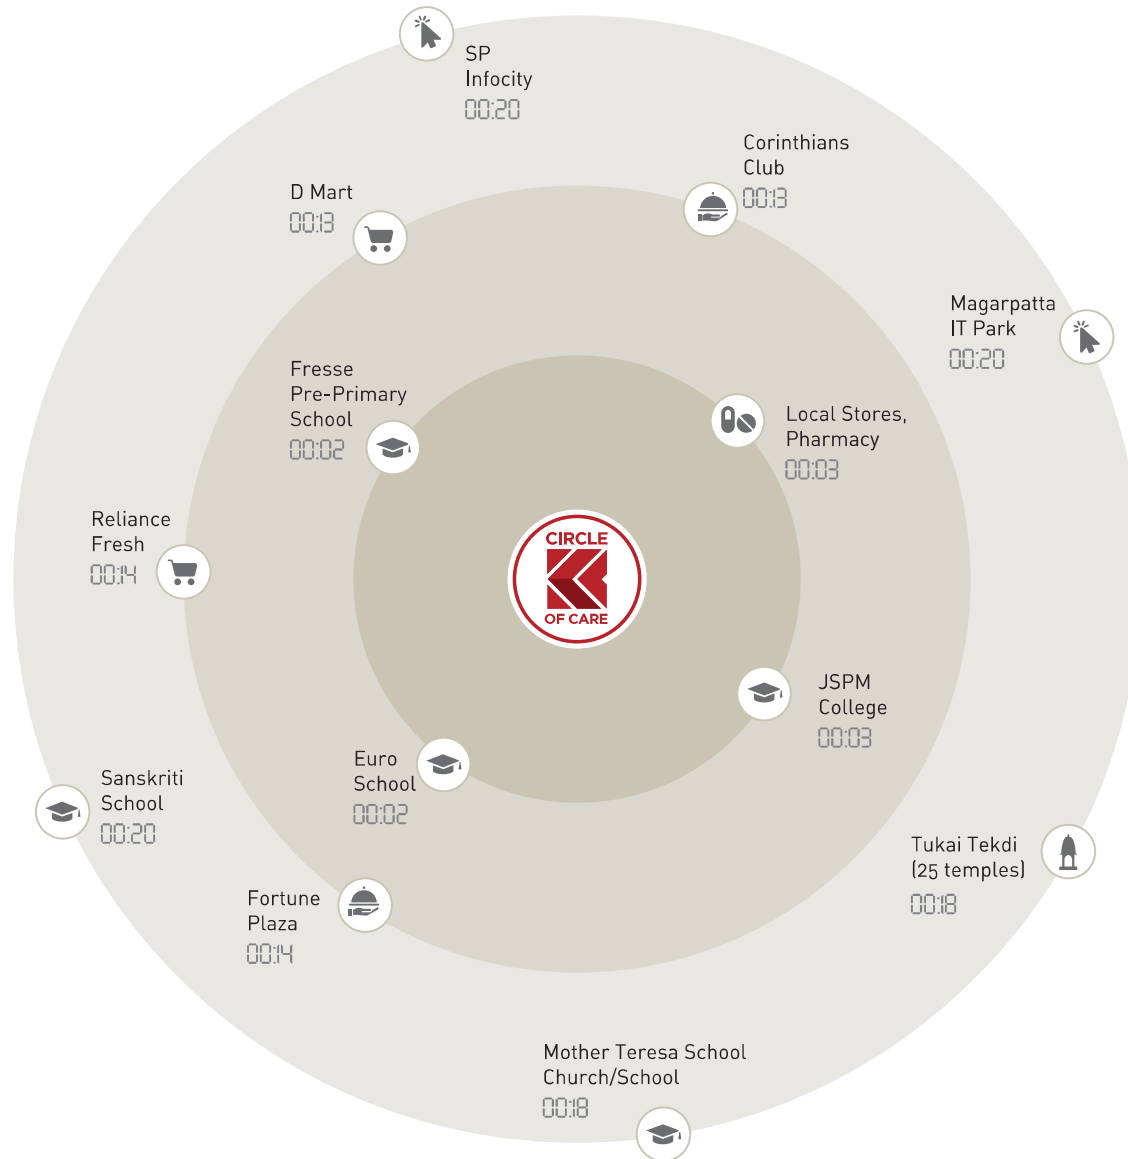 SP
Infocity
00:20
Corinthians
Club
00:13
D Mart
00:13
Magarpatta
IT Park
00:20
Fresse
Pre-Primary
School
00:02
Local Stores,
Pharmacy
00:03
Reliance
Fresh
00:14
CIRCLE
OF CARE
JSPM
College
00:03
Euro
School
00:02
Sanskriti
School
00:20
Tukai Tekdi
(25 temples)
00:18
Fortune
Plaza
00:14
Mother Teresa School
Church/School
00:18